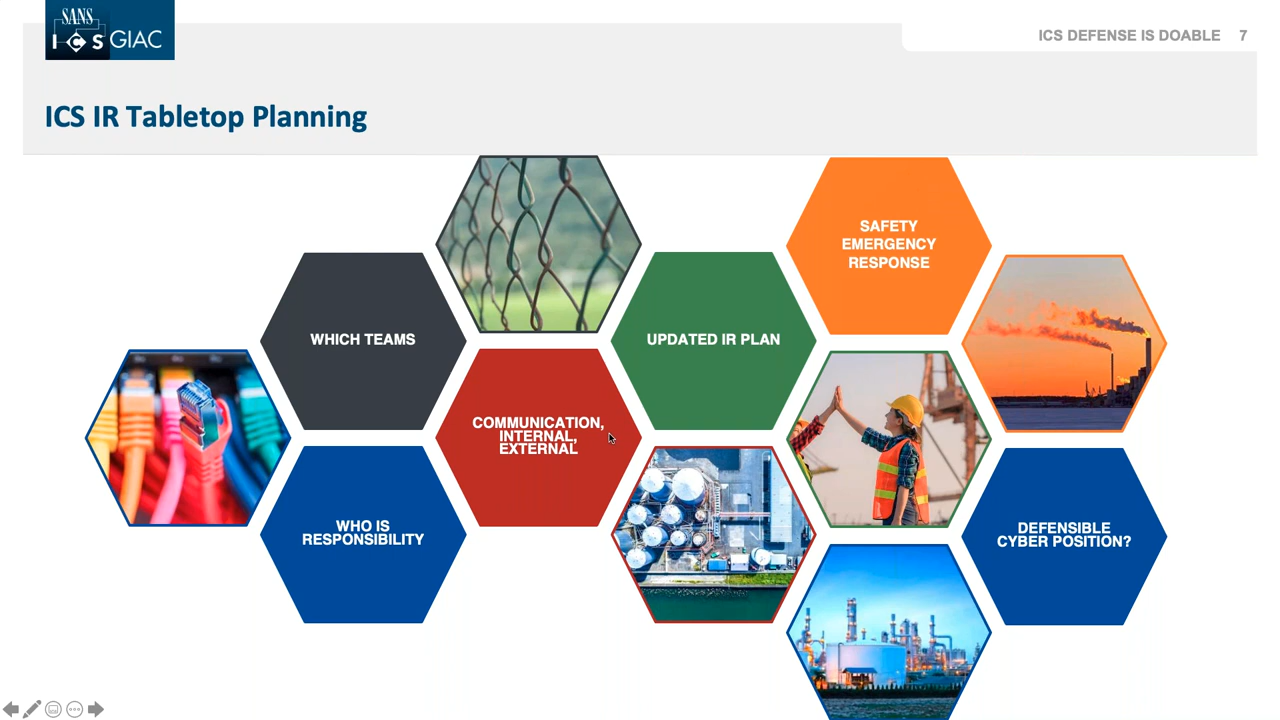 SANS
ICS GIAC
ICS DEFENSE IS DOABLE 7
ICS IR Tabletop Planning
SAFETY
EMERGENCY
RESPONSE
WHICH TEAMS
UPDATED IR PLAN
COMMUNICATION,
INTERNAL,
EXTERNAL
WHO IS
RESPONSIBILITY
DEFENSIBLE
CYBER POSITION?